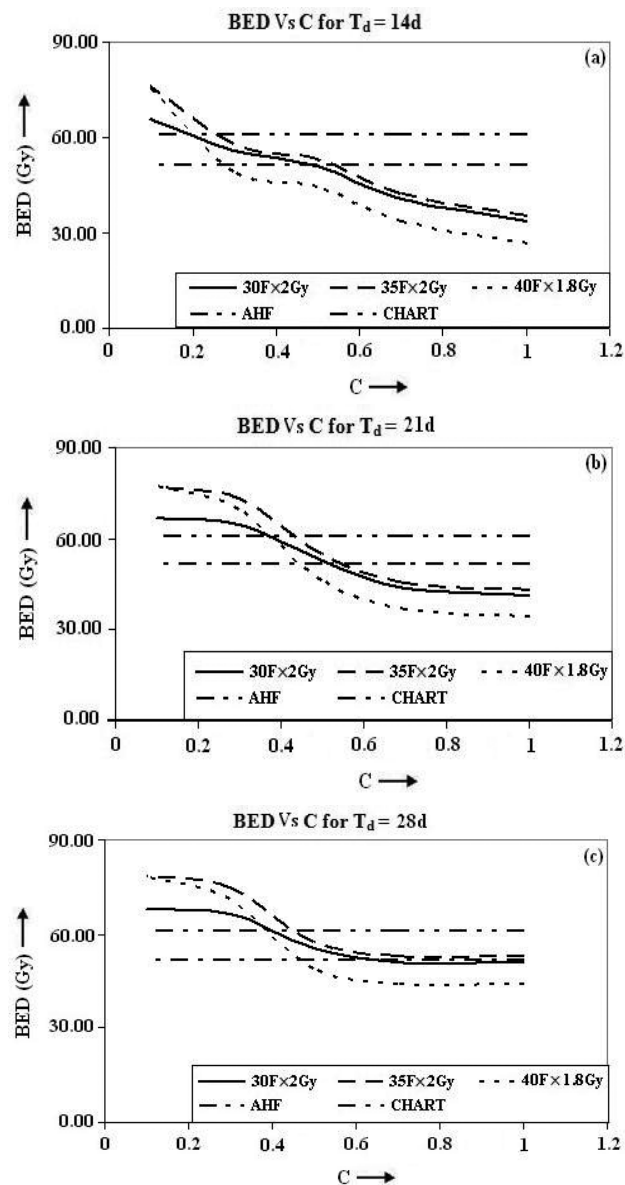 BED Vs C for Td = 14d
90.00
(a)
60.00
BED (Gy)
30.00
30F×2Gy 35F×2Gy 40F×1.8Gy
AHF CHART
0.00
0 0.2 0.4 0.6 0.8 1 1.2
C
BED Vs C for Td = 21d
90.00
(b)
60.00
BED (Gy)
30.00
30F×2Gy 35F×2Gy 40F×1.8Gy
AHF CHART
0.00
0 0.2 0.4 0.6 0.8 1 1.2
C
BED Vs C for Td = 28d
90.00
(c)
60.00
BED (Gy)
30.00
30F×2Gy 35F×2Gy 40F×1.8Gy
AHF CHART
0.00
0 0.2 0.4 0.6 0.8 1 1.2
C